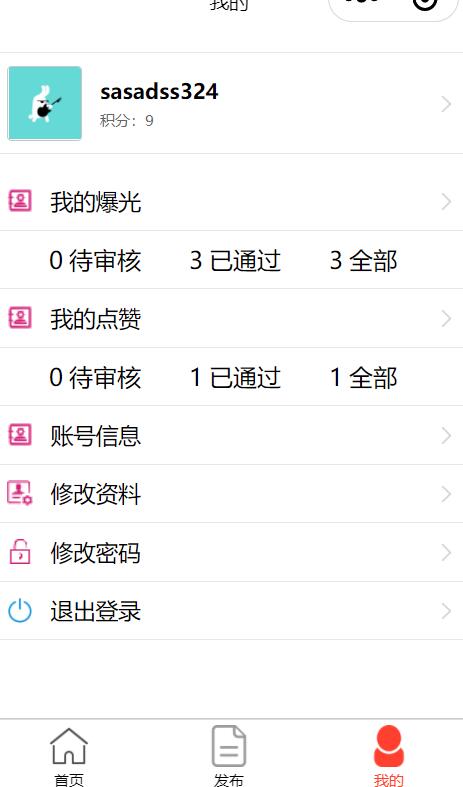 我的
sasadss324
积分：9
我的爆光
0 待审核 3 已通过 3 全部
我的点赞
0 待审核 1 已通过 1 全部
账号信息
修改资料
修改密码
退出登录
首页 发布 我的